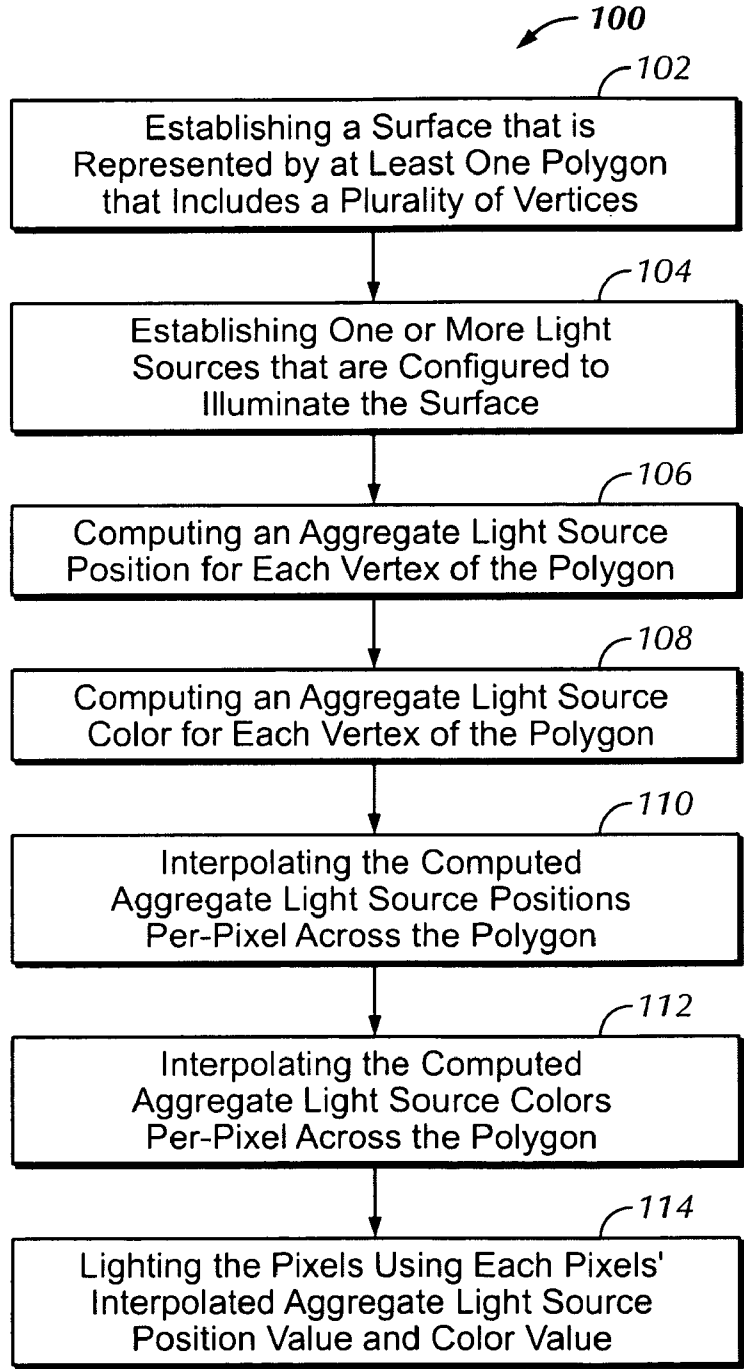 100
102
Establishing a Surface that is
Represented by at Least One Polygon
that Includes a Plurality of Vertices
104
Establishing One or More Light
Sources that are Configured to
Illuminate the Surface
106
Computing an Aggregate Light Source
Position for Each Vertex of the Polygon
108
Computing an Aggregate Light Source
Color for Each Vertex of the Polygon
110
Interpolating the Computed
Aggregate Light Source Positions
Per-Pixel Across the Polygon
112
Interpolating the Computed
Aggregate Light Source Colors
Per-Pixel Across the Polygon
114
Lighting the Pixels Using Each Pixels'
Interpolated Aggregate Light Source
Position Value and Color Value